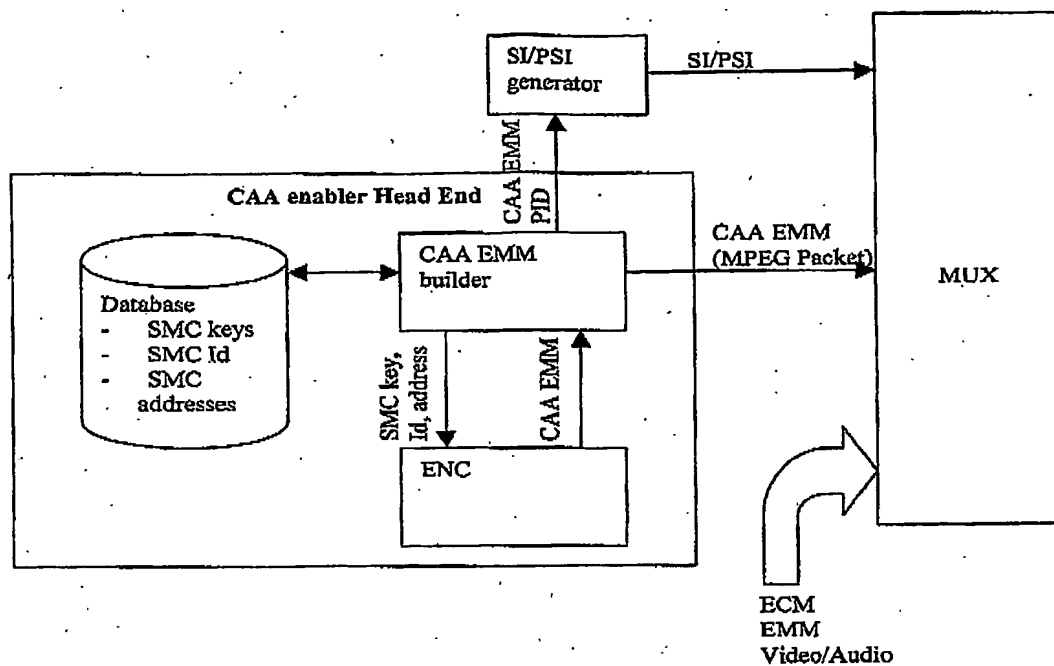 SI/PSI
generator
SI/PSI
CAA EMM
PID
CAA enabler Head End
CAA EMM
builder
CAA EMM
(MPEG Packet)
MUX
Database
- SMC keys
- SMC Id
- SMC
addresses
SMC key,
Id, address
CAA EMM
ENC
ECM
EMM
Video/Audio